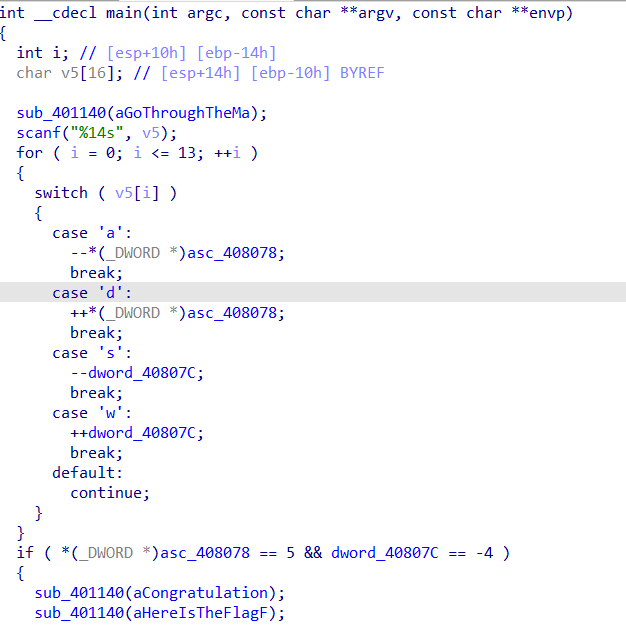 int __cdecl main(int argc, const char **argv, const char **envp)
{
  int i; // [esp+10h] [ebp-14h]
  char v5[16]; // [esp+14h] [ebp-10h] BYREF

  sub_401140(aGoThroughTheMa);
  scanf("%14s", v5);
  for ( i = 0; i <= 13; ++i )
  {
    switch ( v5[i] )
    {
      case 'a':
        --*(_DWORD *)asc_408078;
        break;
      case 'd':
        ++*(_DWORD *)asc_408078;
        break;
      case 's':
        --dword_40807C;
        break;
      case 'w':
        ++dword_40807C;
        break;
      default:
        continue;
    }
  }
  if ( *(_DWORD *)asc_408078 == 5 && dword_40807C == -4 )
  {
    sub_401140(aCongratulation);
    sub_401140(aHereIsTheFlagF);